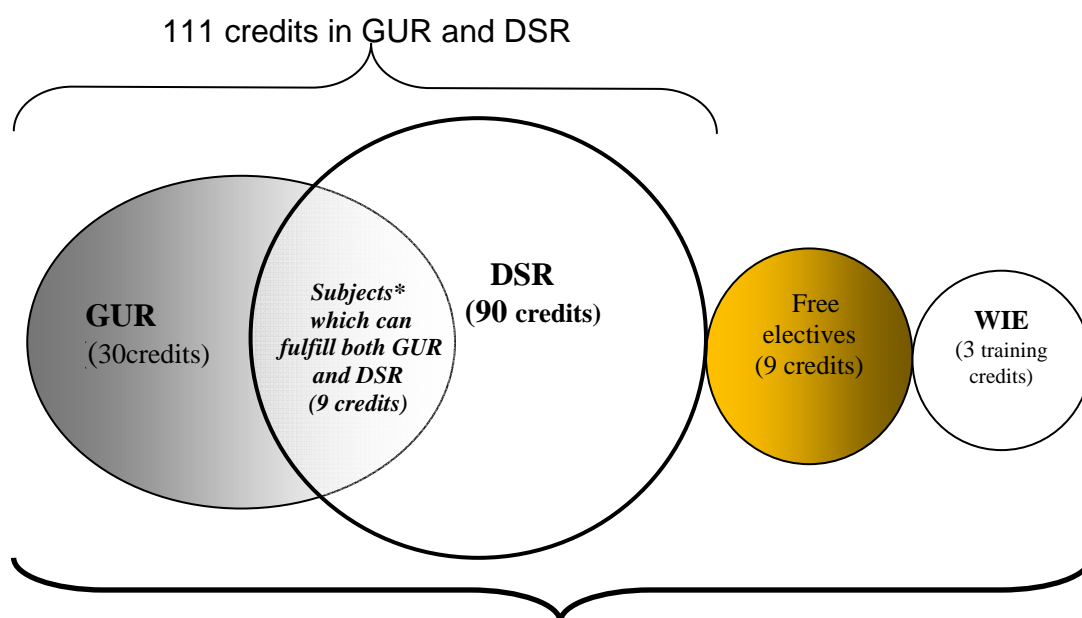 111 credits in GUR and DSR
GUR
(30credits)
Subjects*
which can
fulfill both GUR
and DSR
(9 credits)
DSR
(90 credits)
Free
electives
(9 credits)
WIE
(3 training
credits)